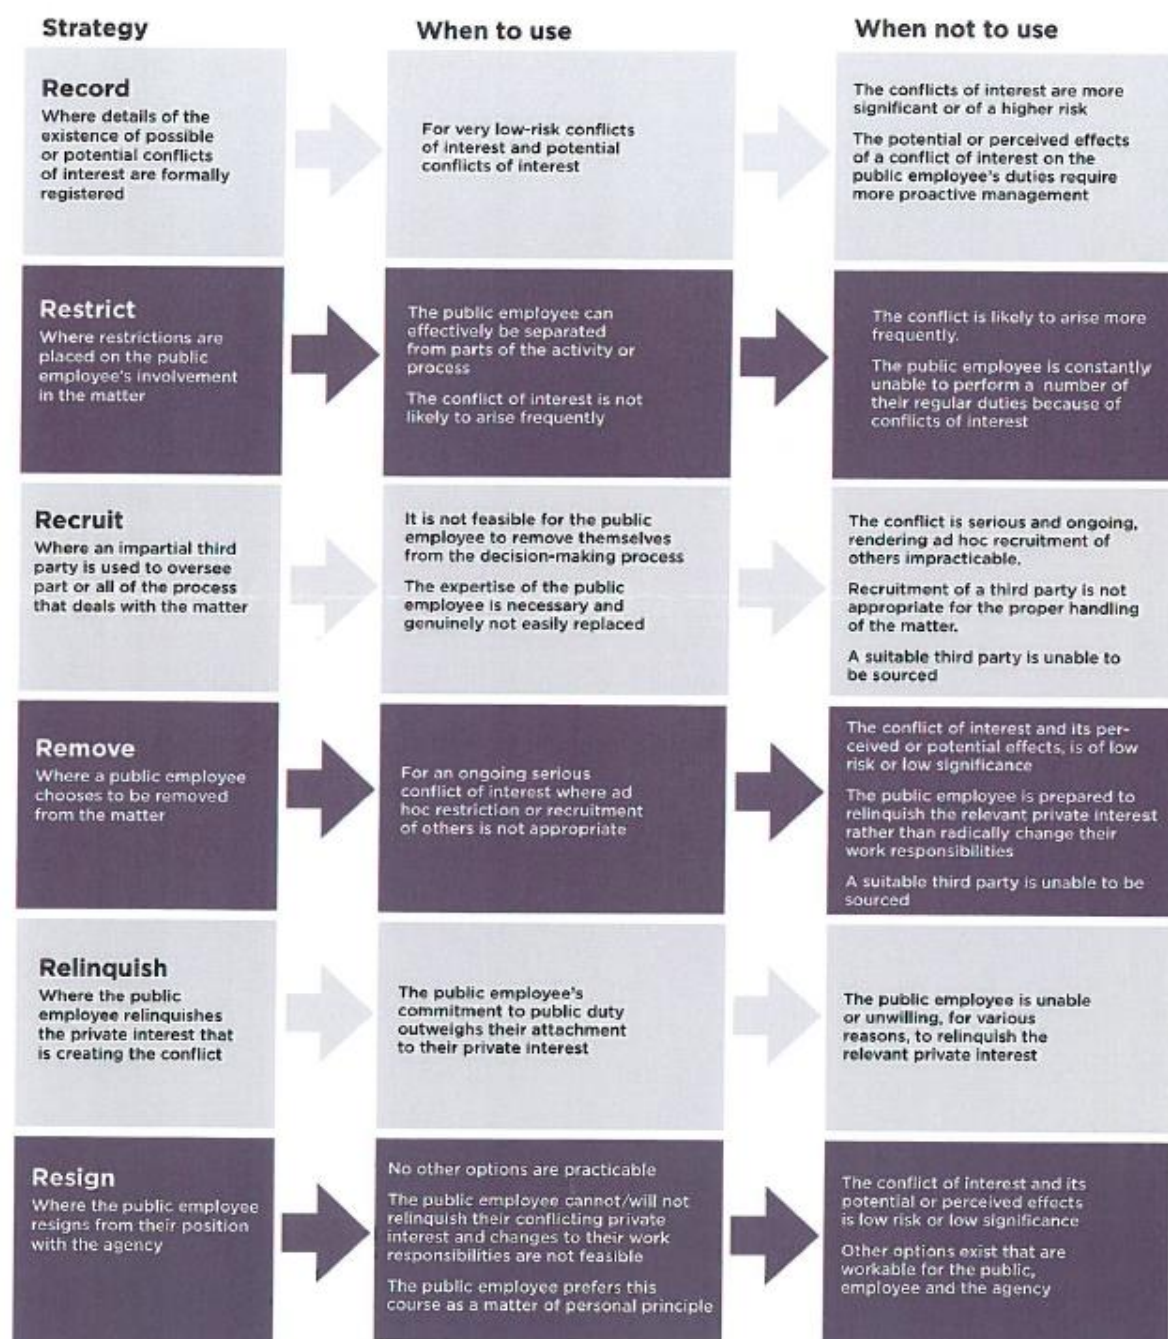 Strategy
When to use
When not to use
Record
Where details of the
existence of possible
or potential conflicts
of interest are formally
registered
For very low-risk conflicts
of interest and potential
conflicts of interest
The conflicts of interest are more
significant or of a higher risk
The potential or perceived effects
of a conflict of interest on the
public employee's duties require
more proactive management
Restrict
Where restrictions are
placed on the public
employee's involvement
in the matter
The public employee can
effectively be separated
from parts of the activity or
process
The conflict of interest is not
likely to arise frequently
The conflict is likely to arise more
frequently.
The public employee is constantly
unable to perform a number of
their regular duties because of
conflicts of interest
Recruit
Where an impartial third
party is used to oversee
part or all of the process
that deals with the matter
It is not feasible for the public
employee to remove themselves
from the decision-making process
The expertise of the public
employee is necessary and
genuinely not easily replaced
The conflict is serious and ongoing,
rendering ad hoc recruitment of
others impracticable.
Recruitment of a third party is not
appropriate for the proper handling
of the matter.
A suitable third party is unable to
be sourced
Remove
Where a public employee
chooses to be removed
from the matter
For an ongoing serious
conflict of interest where ad
hoc restriction or recruitment
of others is not appropriate
The conflict of interest and its per-
ceived or potential effects, is of low
risk or low significance
The public employee is prepared to
relinquish the relevant private interest
rather than radically change their
work responsibilities
A suitable third party is unable to be
sourced
Relinquish
Where the public
employee relinquishes
the private interest that
is creating the conflict
The public employee's
commitment to public duty
outweighs their attachment
to their private interest
The public employee is unable
or unwilling, for various
reasons, to relinquish the
relevant private interest
Resign
Where the public employee
resigns from their position
with the agency
No other options are practicable
The public employee cannot/will not
relinquish their conflicting private
interest and changes to their work
responsibilities are not feasible
The public employee prefers this
course as a matter of personal principle
The conflict of interest and its
potential or perceived effects
is low risk or low significance
Other options exist that are
workable for the public,
employee and the agency